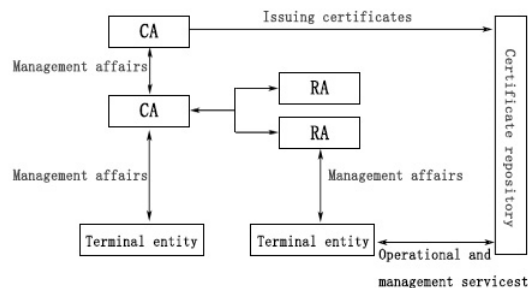 Issuing certificates
CA
Management affairs
CA
RA
RA
Management affairs
Management affairs
Terminal entity
Terminal entity
Operational and
management servicest
Certificate repository